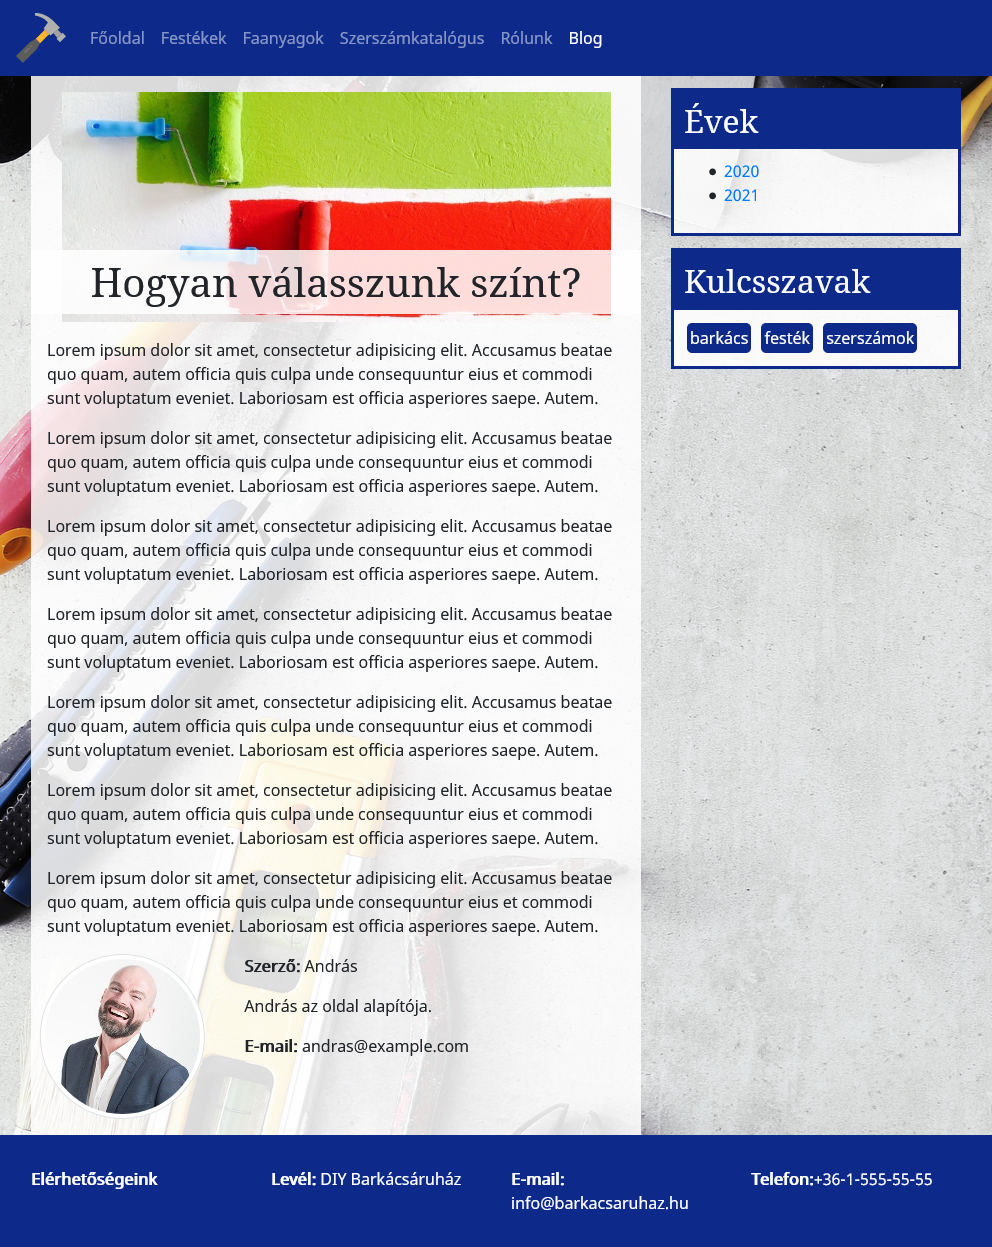 Főoldal Festékek Faanyagok Szerszámkatalógus Rólunk Blog
Hogyan válasszunk színt?
Lorem ipsum dolor sit amet, consectetur adipisicing elit. Accusamus beatae
quo quam, autem officia quis culpa unde consequuntur eius et commodi
sunt voluptatum eveniet. Laboriosam est officia asperiores saepe. Autem.
Lorem ipsum dolor sit amet, consectetur adipisicing elit. Accusamus beatae
quo quam, autem officia quis culpa unde consequuntur eius et commodi
sunt voluptatum eveniet. Laboriosam est officia asperiores saepe. Autem.
Lorem ipsum dolor sit amet, consectetur adipisicing elit. Accusamus beatae
quo quam, autem officia quis culpa unde consequuntur eius et commodi
sunt voluptatum eveniet. Laboriosam est officia asperiores saepe. Autem.
Lorem ipsum dolor sit amet, consectetur adipisicing elit. Accusamus beatae
quo quam, autem officia quis culpa unde consequuntur eius et commodi
sunt voluptatum eveniet. Laboriosam est officia asperiores saepe. Autem.
Lorem ipsum dolor sit amet, consectetur adipisicing elit. Accusamus beatae
quo quam, autem officia quis culpa unde consequuntur eius et commodi
sunt voluptatum eveniet. Laboriosam est officia asperiores saepe. Autem.
Lorem ipsum dolor sit amet, consectetur adipisicing elit. Accusamus beatae
quo quam, autem officia quis culpa unde consequuntur eius et commodi
sunt voluptatum eveniet. Laboriosam est officia asperiores saepe. Autem.
Lorem ipsum dolor sit amet, consectetur adipisicing elit. Accusamus beatae
quo quam, autem officia quis culpa unde consequuntur eius et commodi
sunt voluptatum eveniet. Laboriosam est officia asperiores saepe. Autem.
Szerző: András
András az oldal alapítója.
E-mail: andras@example.com
Évek
2020
2021
Kulcsszavak
barkács festék szerszámok
Elérhetőségeink
Levél: DIY Barkácsáruház
E-mail:
info@barkacsaruhaz.hu
Telefon:+36-1-555-55-55